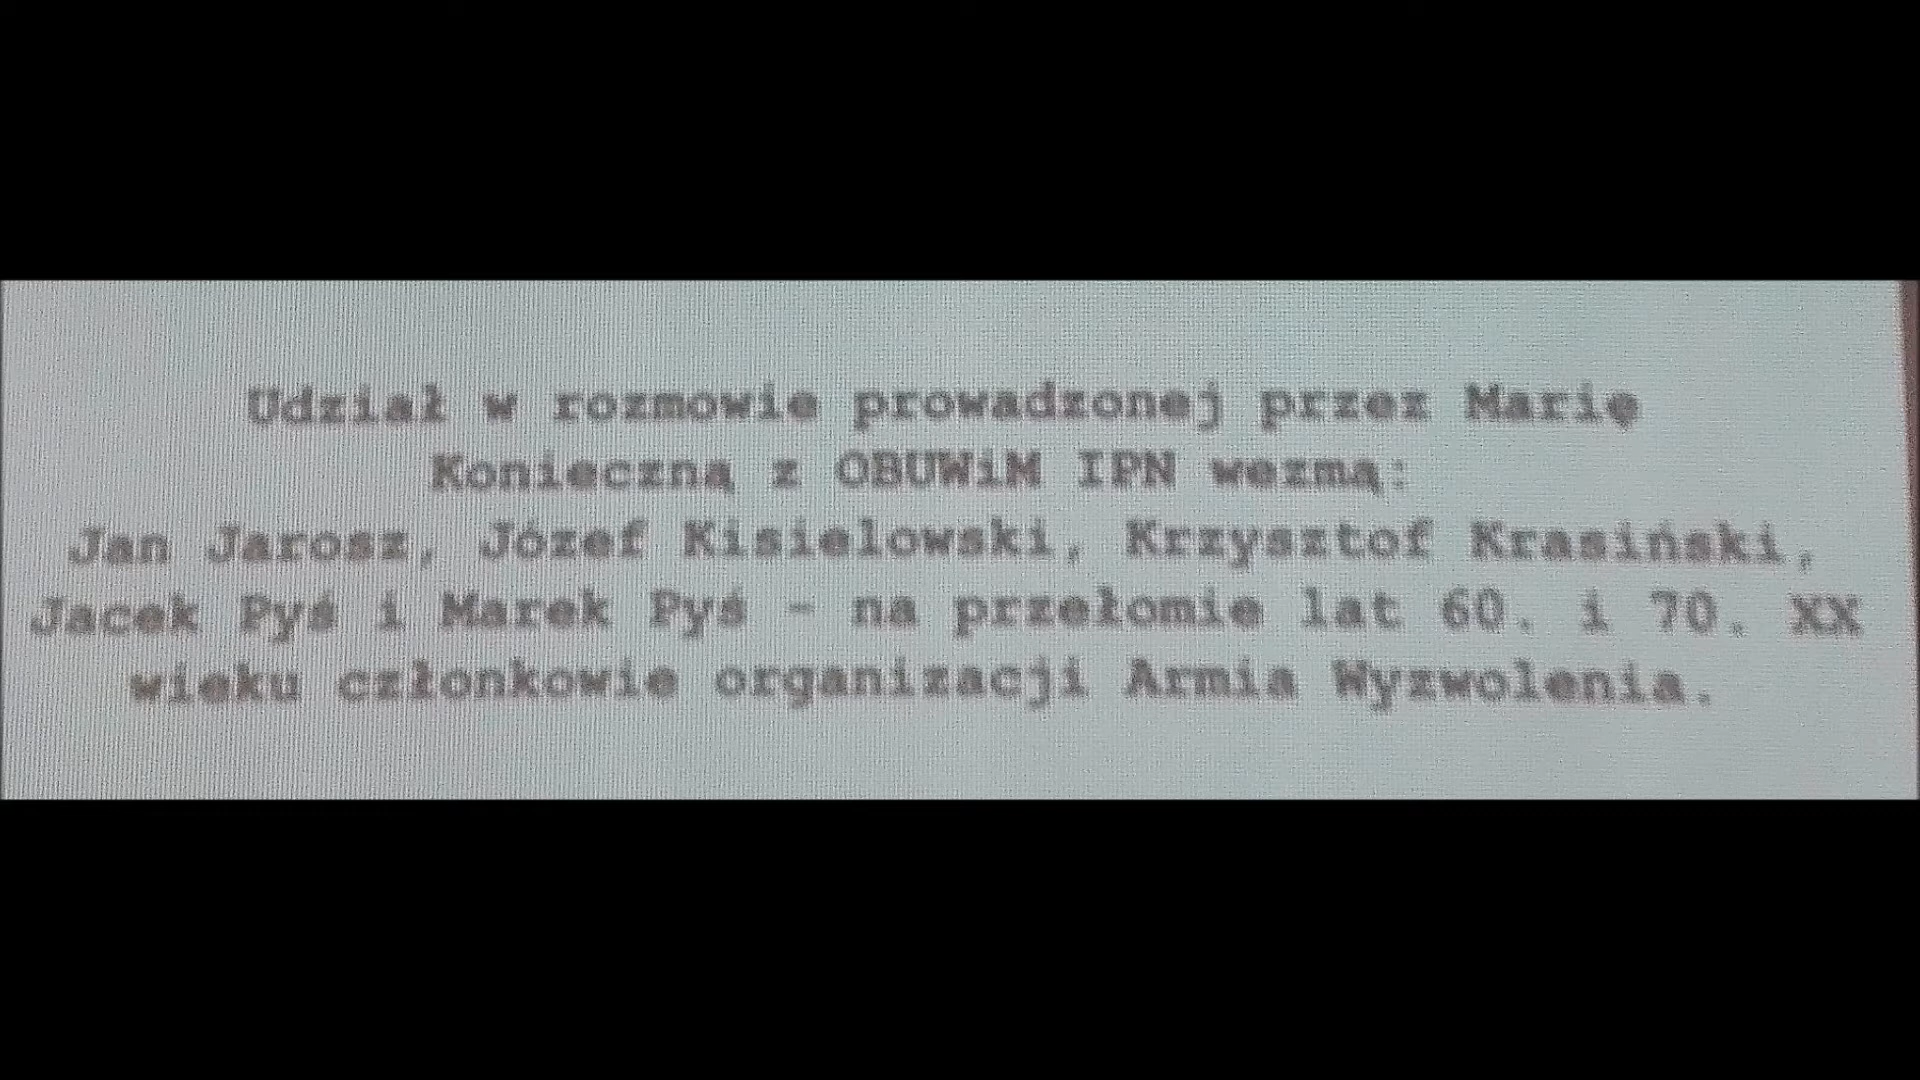 Udział w rozmowie prowadzonej przez Marię
Konieczną z OBUWiM IPN wezmą:
Jan Jarosz, Józef Kisielowski, Krzysztof Krasiński,
Jacek Pyś i Marek Pyś - na przełomie lat 60. i 70. XX
wieku członkowie organizacji Armia Wyzwolenia.